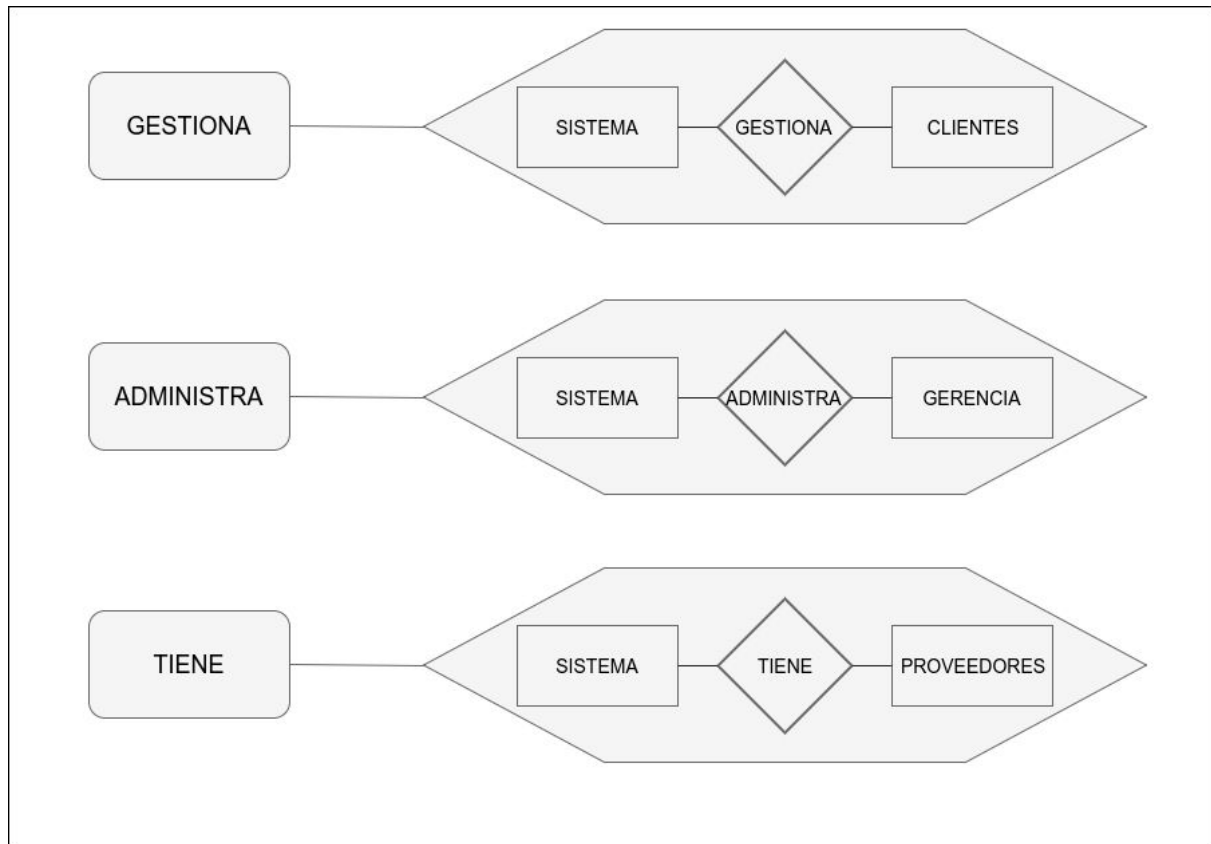 GESTIONA
SISTEMA
GESTIONA
CLIENTES
ADMINISTRA
SISTEMA
ADMINISTRA
GERENCIA
TIENE
SISTEMA
TIENE
PROVEEDORES